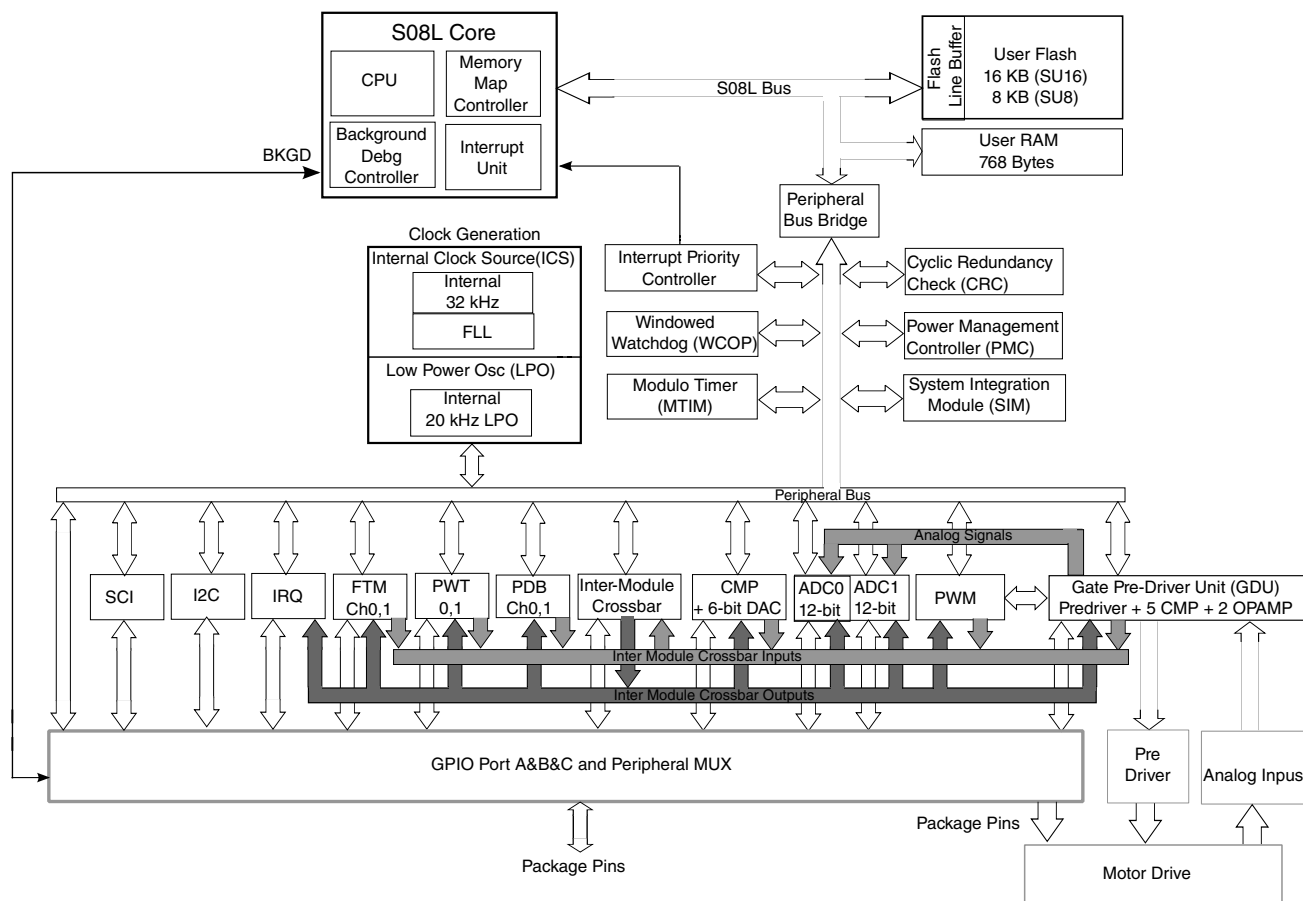 S08L Core
CPU
Memory
Map
Controller
Background
Debg
Controller
Interrupt
Unit
BKGD
S08L Bus
Flash
Line Buffer
User Flash
16 KB (SU16)
8 KB (SU8)
User RAM
768 Bytes
Peripheral
Bus Bridge
Clock Generation
Internal Clock Source(ICS)
Internal
32 kHz
FLL
Low Power Osc (LPO)
Internal
20 kHz LPO
Interrupt Priority
Controller
Cyclic Redundancy
Check (CRC)
Windowed
Watchdog (WCOP)
Power Management
Controller (PMC)
Modulo Timer
(MTIM)
System Integration
Module (SIM)
Peripheral Bus
Analog Signals
SCI
I2C
IRQ
FTM
Ch0,1
PWT
0,1
PDB
Ch0,1
Inter-Module
Crossbar
CMP
+ 6-bit DAC
ADC0
12-bit
ADC1
12-bit
PWM
Gate Pre-Driver Unit (GDU)
Predriver + 5 CMP + 2 OPAMP
Inter Module Crossbar Inputs
Inter Module Crossbar Outputs
GPIO Port A&B&C and Peripheral MUX
Pre
Driver
Analog Inpus
Package Pins
Package Pins
Motor Drive